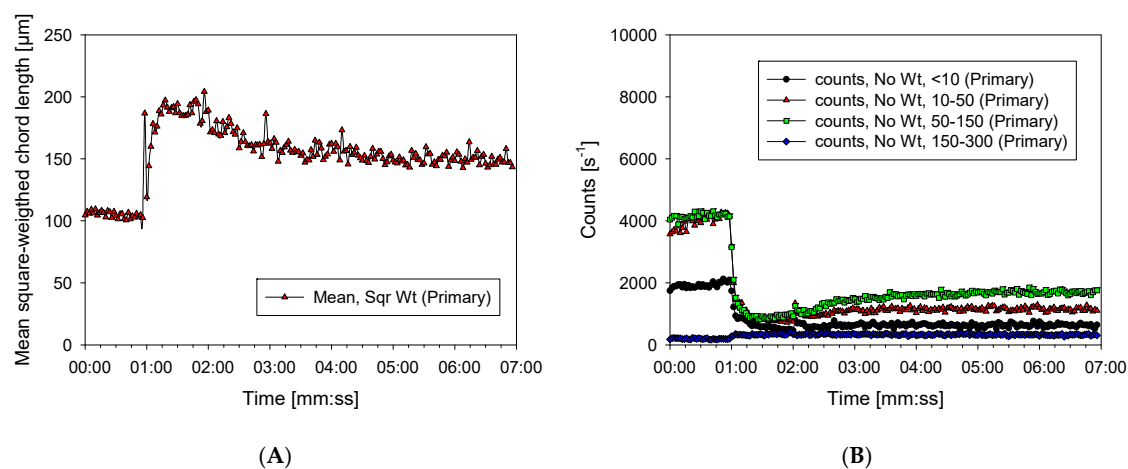 Mean square-weigthed chord length [µm]
250
200
150
100
50
0
Mean, Sqr Wt (Primary)
00:00 01:00 02:00 03:00 04:00 05:00 06:00 07:00
Time [mm:ss]
(A)
Counts [s-1]
10000
8000
6000
4000
2000
0
counts, No Wt, <10 (Primary)
counts, No Wt, 10-50 (Primary)
counts, No Wt, 50-150 (Primary)
counts, No Wt, 150-300 (Primary)
00:00 01:00 02:00 03:00 04:00 05:00 06:00 07:00
Time [mm:ss]
(B)